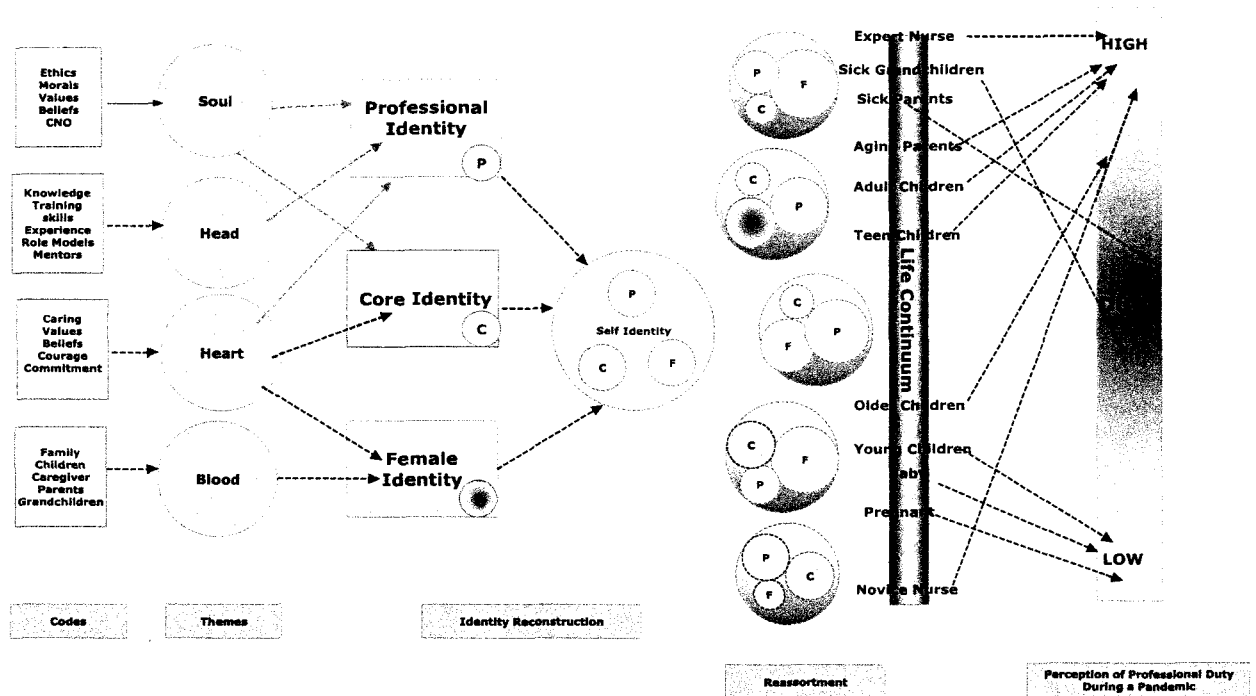 Ethics
Morals
Values
Beliefs
CNO
Soul
Professional
Identity
P
Knowledge
Training
skills
Experience
Role Models
Mentors
Head
Core Identity
C
Caring
Values
Beliefs
Courage
Commitment
Heart
Family
Children
Caregiver
Parents
Grandchildren
Blood
Female
Identity
P
Self Identity
C
F
Codes
Themes
Identity Reconstruction
P
F
C
C
P
C
P
F
C
F
P
P
C
F
Expert Nurse
Sick Grandchildren
Sick Parents
Aging Parents
Adult Children
Teen Children
Life Continuum
Older Children
Young Children
Pregnant
Novice Nurse
HIGH
LOW
Reassortment
Perception of Professional Duty
During a Pandemic